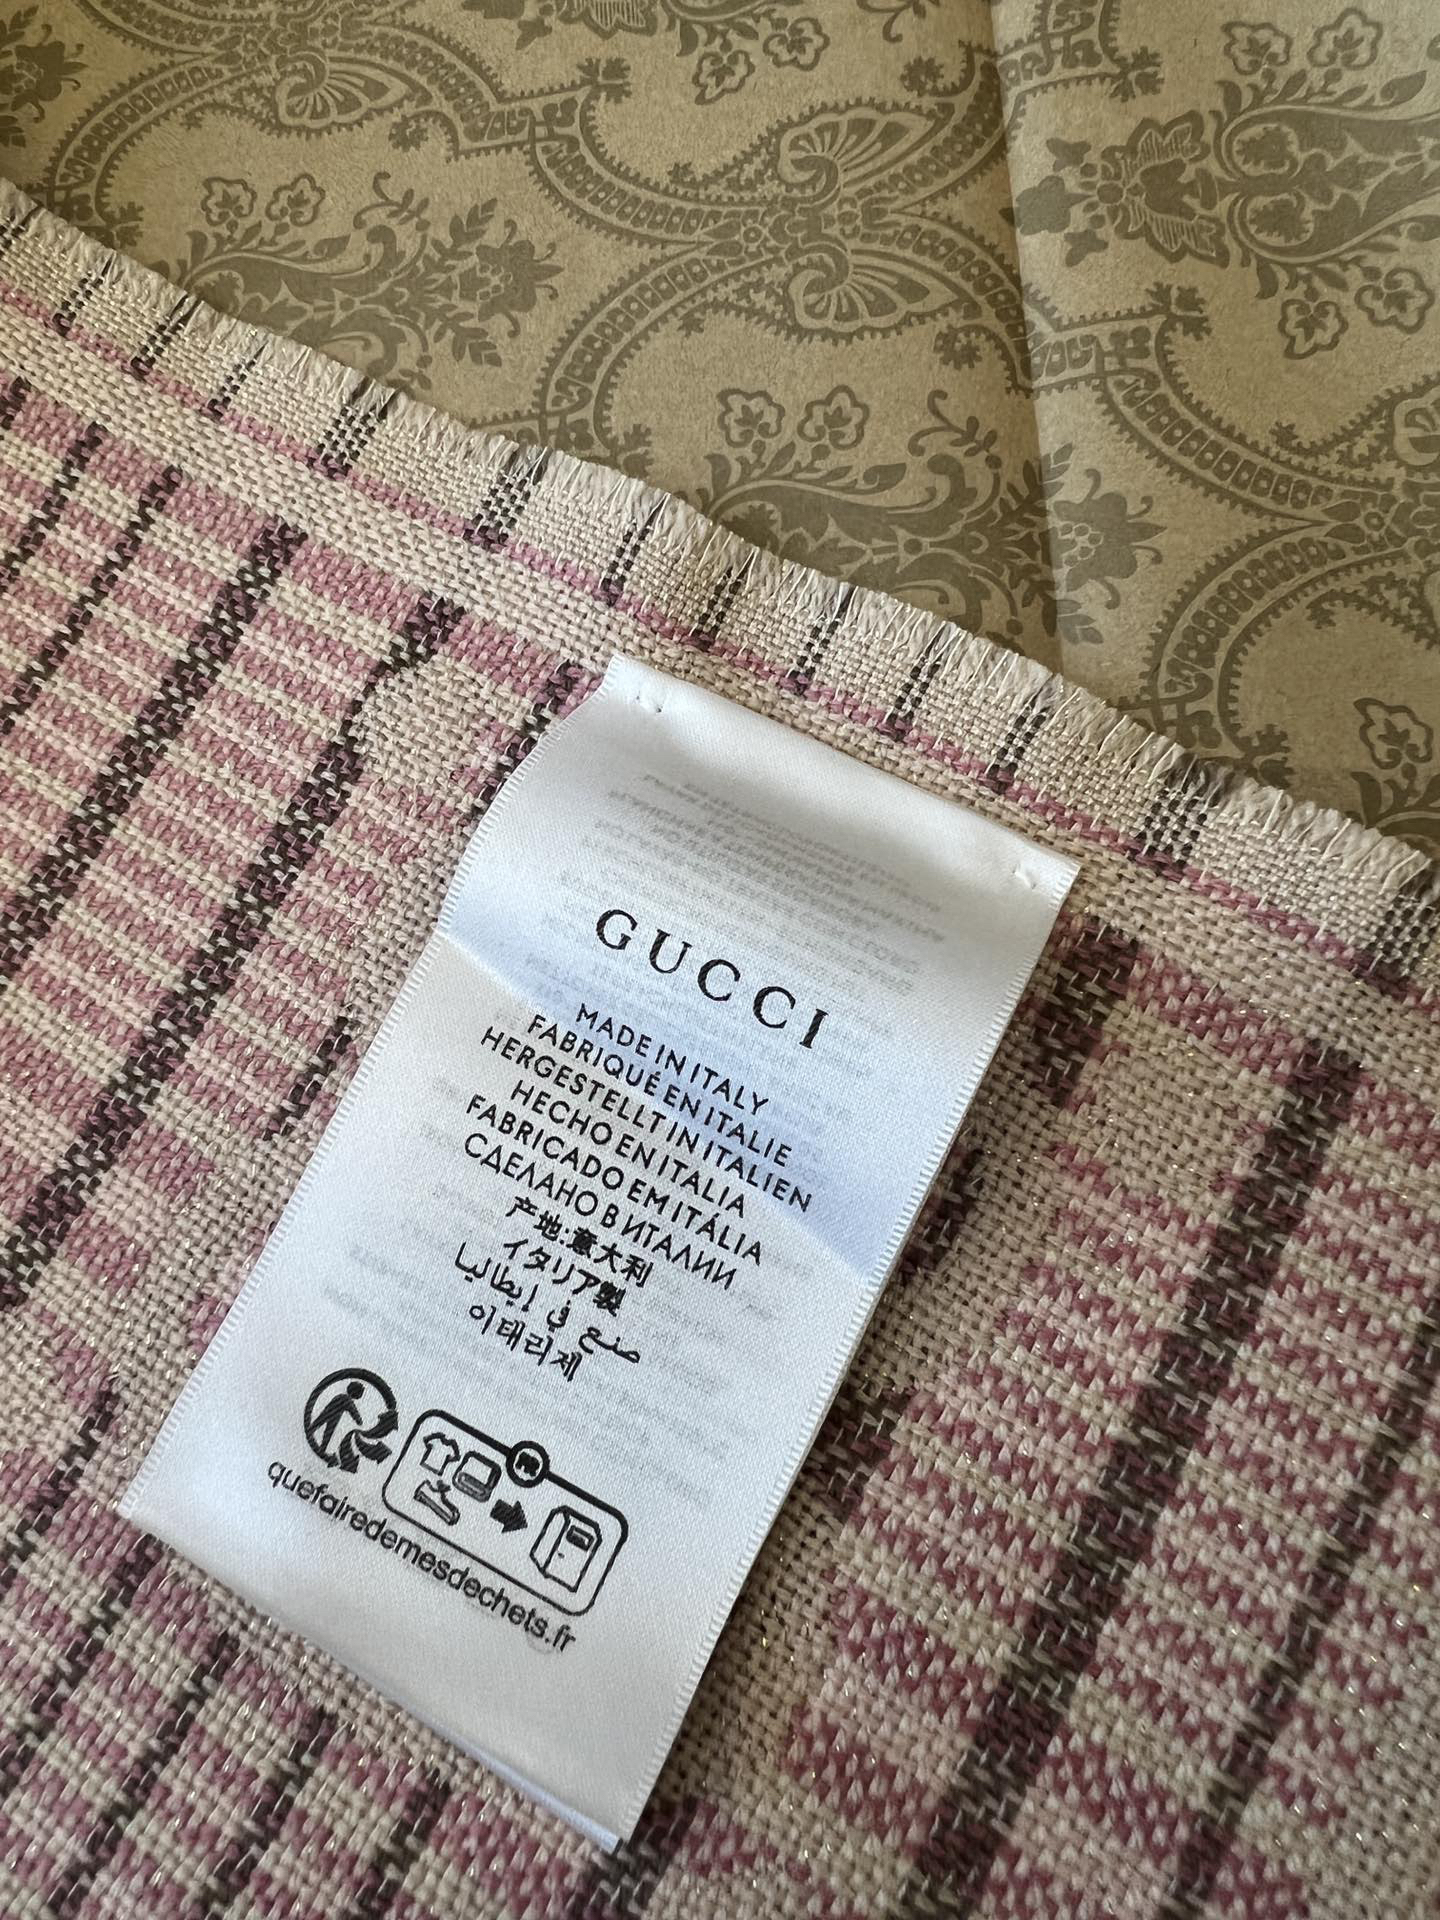 GUCCI
MADE IN ITALY
FABRIQUÉ EN ITALIE
HERGESTELLT IN ITALIEN
HECHO EN ITALIA
FABRICADO EM ITÁLIA
СДЕЛАНО В ИТАЛИИ
产地:意大利
イタリア製
صنع في إيطاليا
이태리제
FR
quefairedemesdechets.fr